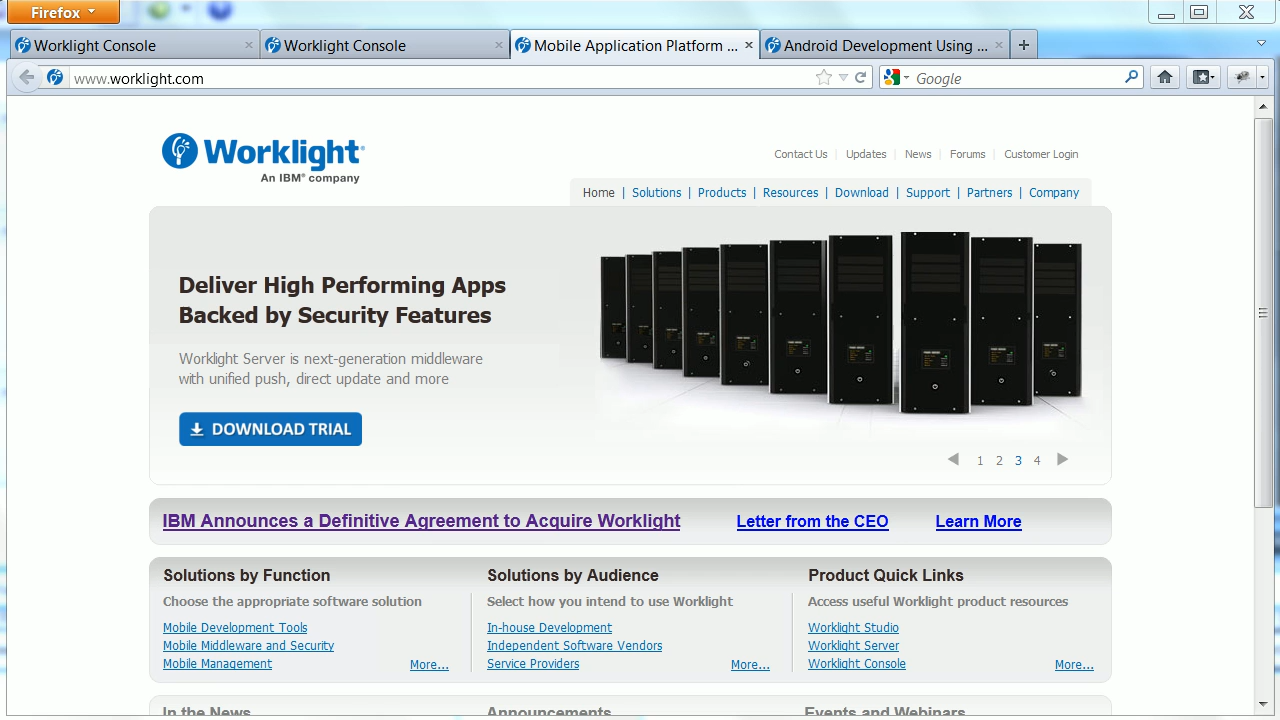 Firefox
Worklight Console
Worklight Console
Mobile Application Platform ...
Android Development Using ...
www.worklight.com
Google
Worklight
An IBM® company
Contact Us | Updates | News | Forums | Customer Login
Home | Solutions | Products | Resources | Download | Support | Partners | Company
Deliver High Performing Apps
Backed by Security Features
Worklight Server is next-generation middleware
with unified push, direct update and more
DOWNLOAD TRIAL
1 2 3 4
IBM Announces a Definitive Agreement to Acquire Worklight
Letter from the CEO
Learn More
Solutions by Function
Choose the appropriate software solution
Mobile Development Tools
Mobile Middleware and Security
Mobile Management
More...
Solutions by Audience
Select how you intend to use Worklight
In-house Development
Independent Software Vendors
Service Providers
More...
Product Quick Links
Access useful Worklight product resources
Worklight Studio
Worklight Server
Worklight Console
More...
In the News
Announcements
Events and Webinars